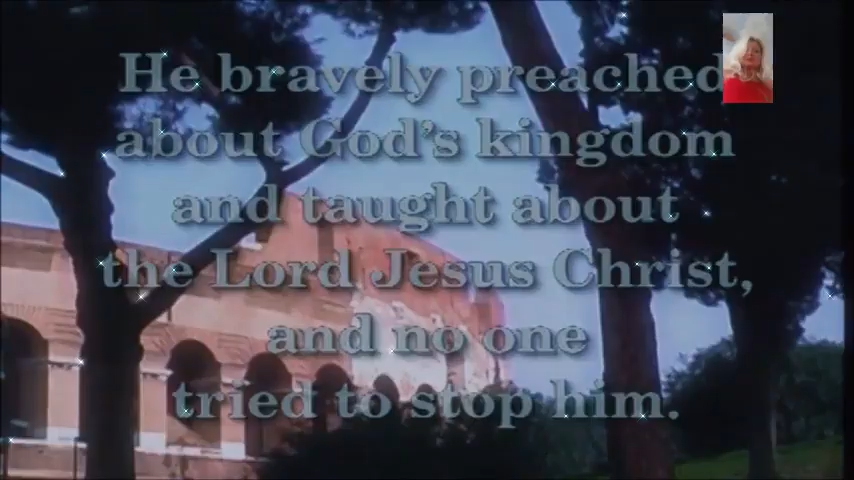 He bravely preached
about God's kingdom
and taught about
the Lord Jesus Christ,
and no one
tried to stop him.